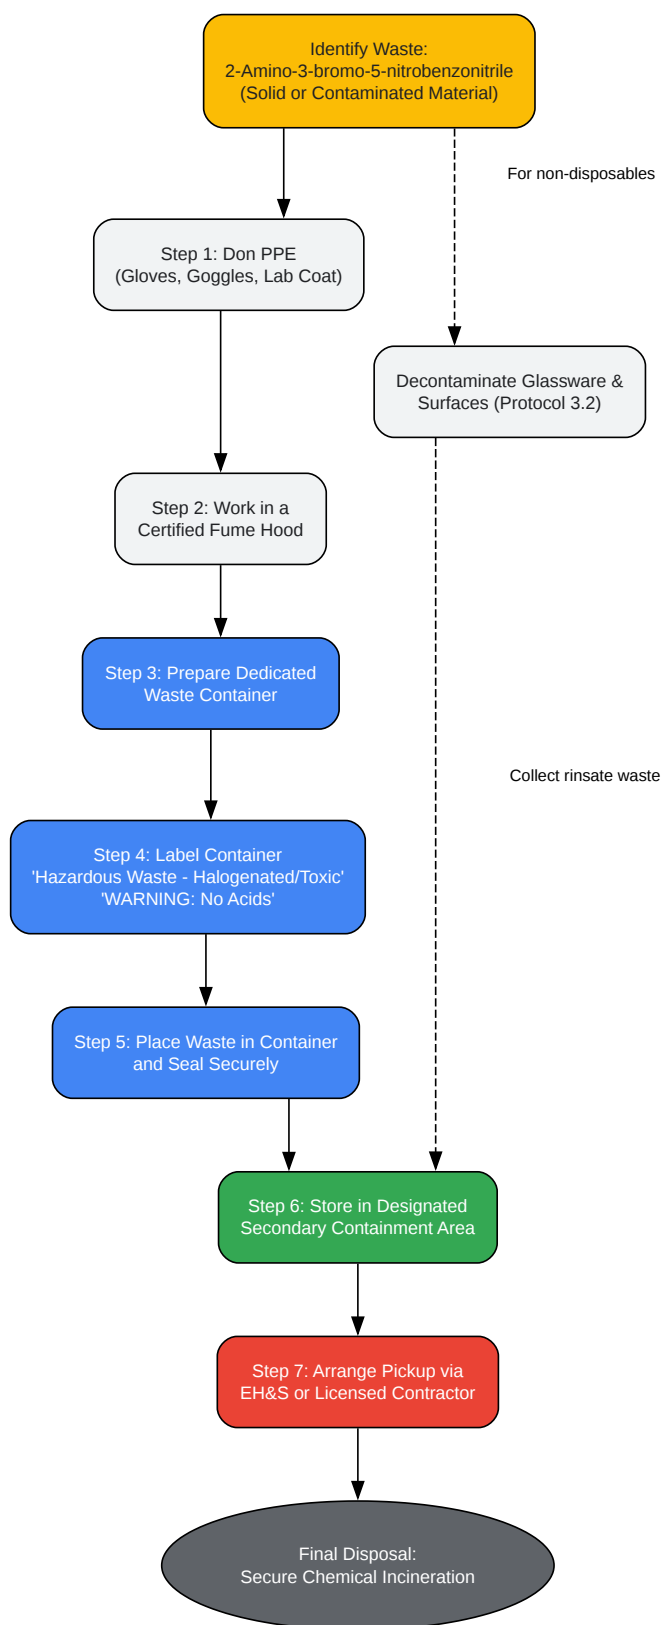 Identify Waste:
2-Amino-3-bromo-5-nitrobenzonitrile
(Solid or Contaminated Material)
For non-disposables
Step 1: Don PPE
(Gloves, Goggles, Lab Coat)
Decontaminate Glassware &
Surfaces (Protocol 3.2)
Step 2: Work in a
Certified Fume Hood
Step 3: Prepare Dedicated
Waste Container
Collect rinsate waste
Step 4: Label Container
'Hazardous Waste - Halogenated/Toxic'
'WARNING: No Acids'
Step 5: Place Waste in Container
and Seal Securely
Step 6: Store in Designated
Secondary Containment Area
Step 7: Arrange Pickup via
EH&S or Licensed Contractor
Final Disposal:
Secure Chemical Incineration